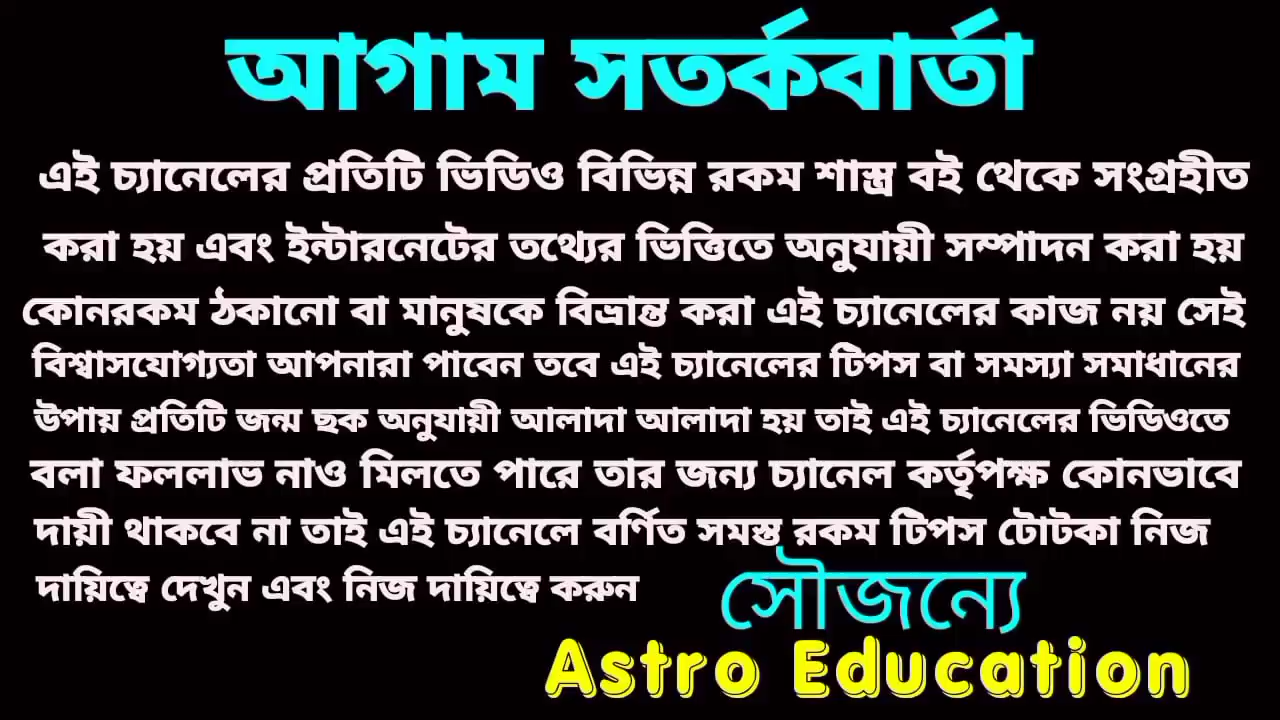 আগাম সতর্কবার্তা
এই চ্যানেলের প্রতিটি ভিডিও বিভিন্ন রকম শাস্ত্র বই থেকে সংগ্রহীত
করা হয় এবং ইন্টারনেটের তথ্যের ভিত্তিতে অনুযায়ী সম্পাদন করা হয়
কোনরকম ঠকানো বা মানুষকে বিভ্রান্ত করা এই চ্যানেলের কাজ নয় সেই
বিশ্বাসযোগ্যতা আপনারা পাবেন তবে এই চ্যানেলের টিপস বা সমস্যা সমাধানের
উপায় প্রতিটি জন্ম ছক অনুযায়ী আলাদা আলাদা হয় তাই এই চ্যানেলের ভিডিওতে
বলা ফললাভ নাও মিলতে পারে তার জন্য চ্যানেল কর্তৃপক্ষ কোনভাবে
দায়ী থাকবে না তাই এই চ্যানেলে বর্ণিত সমস্ত রকম টিপস টোটকা নিজ
দায়িত্বে দেখুন এবং নিজ দায়িত্বে করুন
সৌজন্যে
Astro Education